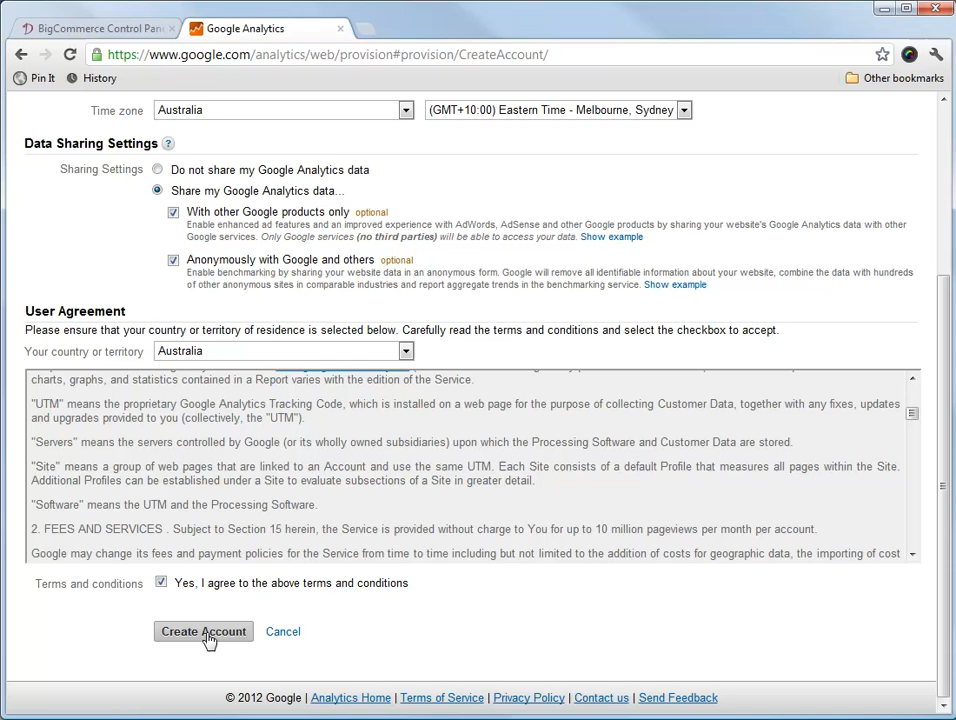 BigCommerce Control Pan
Google Analytics
https://www.google.com/analytics/web/provision#provision/CreateAccount/
Pin It
History
Other bookmarks
Time zone
Australia
(GMT+10:00) Eastern Time - Melbourne, Sydney
Data Sharing Settings ?
Sharing Settings
Do not share my Google Analytics data
Share my Google Analytics data...
With other Google products only optional
Enable enhanced ad features and an improved experience with AdWords, AdSense and other Google products by sharing your website's Google Analytics data with other
Google services. Only Google services (no third parties) will be able to access your data. Show example
Anonymously with Google and others optional
Enable benchmarking by sharing your website data in an anonymous form. Google will remove all identifiable information about your website, combine the data with hundreds
of other anonymous sites in comparable industries and report aggregate trends in the benchmarking service. Show example
User Agreement
Please ensure that your country or territory of residence is selected below. Carefully read the terms and conditions and select the checkbox to accept.
Your country or territory
Australia
charts, graphs, and statistics contained in a Report varies with the edition of the Service.
"UTM" means the proprietary Google Analytics Tracking Code, which is installed on a web page for the purpose of collecting Customer Data, together with any fixes, updates
and upgrades provided to you (collectively, the "UTM").
"Servers" means the servers controlled by Google (or its wholly owned subsidiaries) upon which the Processing Software and Customer Data are stored.
"Site" means a group of web pages that are linked to an Account and use the same UTM. Each Site consists of a default Profile that measures all pages within the Site.
Additional Profiles can be established under a Site to evaluate subsections of a Site in greater detail.
"Software" means the UTM and the Processing Software.
2. FEES AND SERVICES . Subject to Section 15 herein, the Service is provided without charge to You for up to 10 million pageviews per month per account.
Google may change its fees and payment policies for the Service from time to time including but not limited to the addition of costs for geographic data, the importing of cost
Terms and conditions
Yes, I agree to the above terms and conditions
Create Account
Cancel
© 2012 Google | Analytics Home | Terms of Service | Privacy Policy | Contact us | Send Feedback